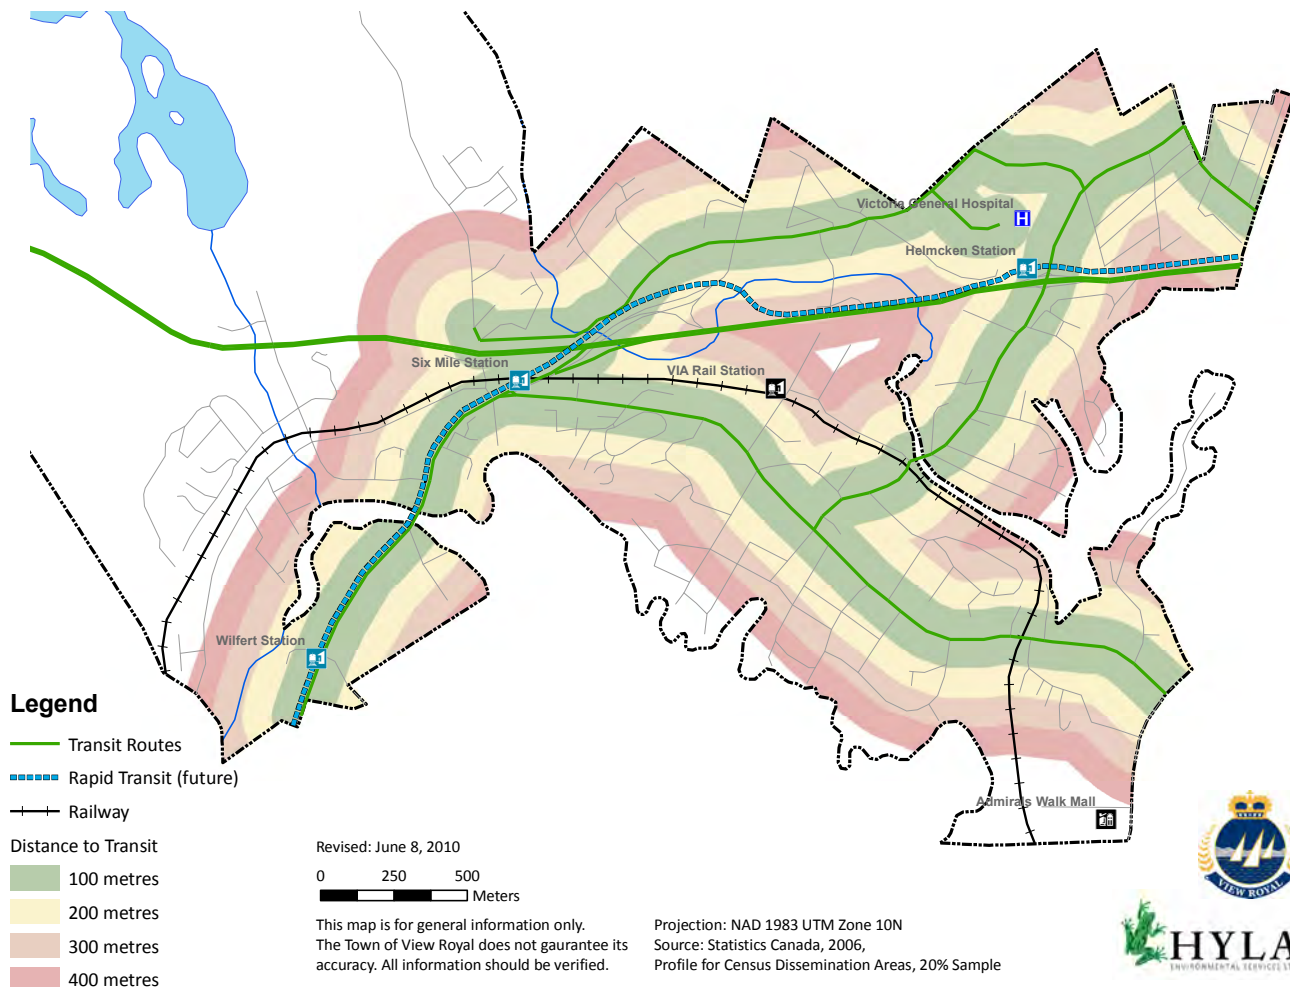 Victoria General Hospital
H
Helmcken Station
Six Mile Station
VIA Rail Station
Wilfert Station
Admirals Walk Mall
Legend
Transit Routes
Rapid Transit (future)
Railway
Distance to Transit
100 metres
200 metres
300 metres
400 metres
Revised: June 8, 2010
0 250 500
Meters
This map is for general information only.
The Town of View Royal does not gaurantee its
accuracy. All information should be verified.
Projection: NAD 1983 UTM Zone 10N
Source: Statistics Canada, 2006,
Profile for Census Dissemination Areas, 20% Sample
VIEW ROYAL
HYLA
ENVIRONMENTAL SERVICES